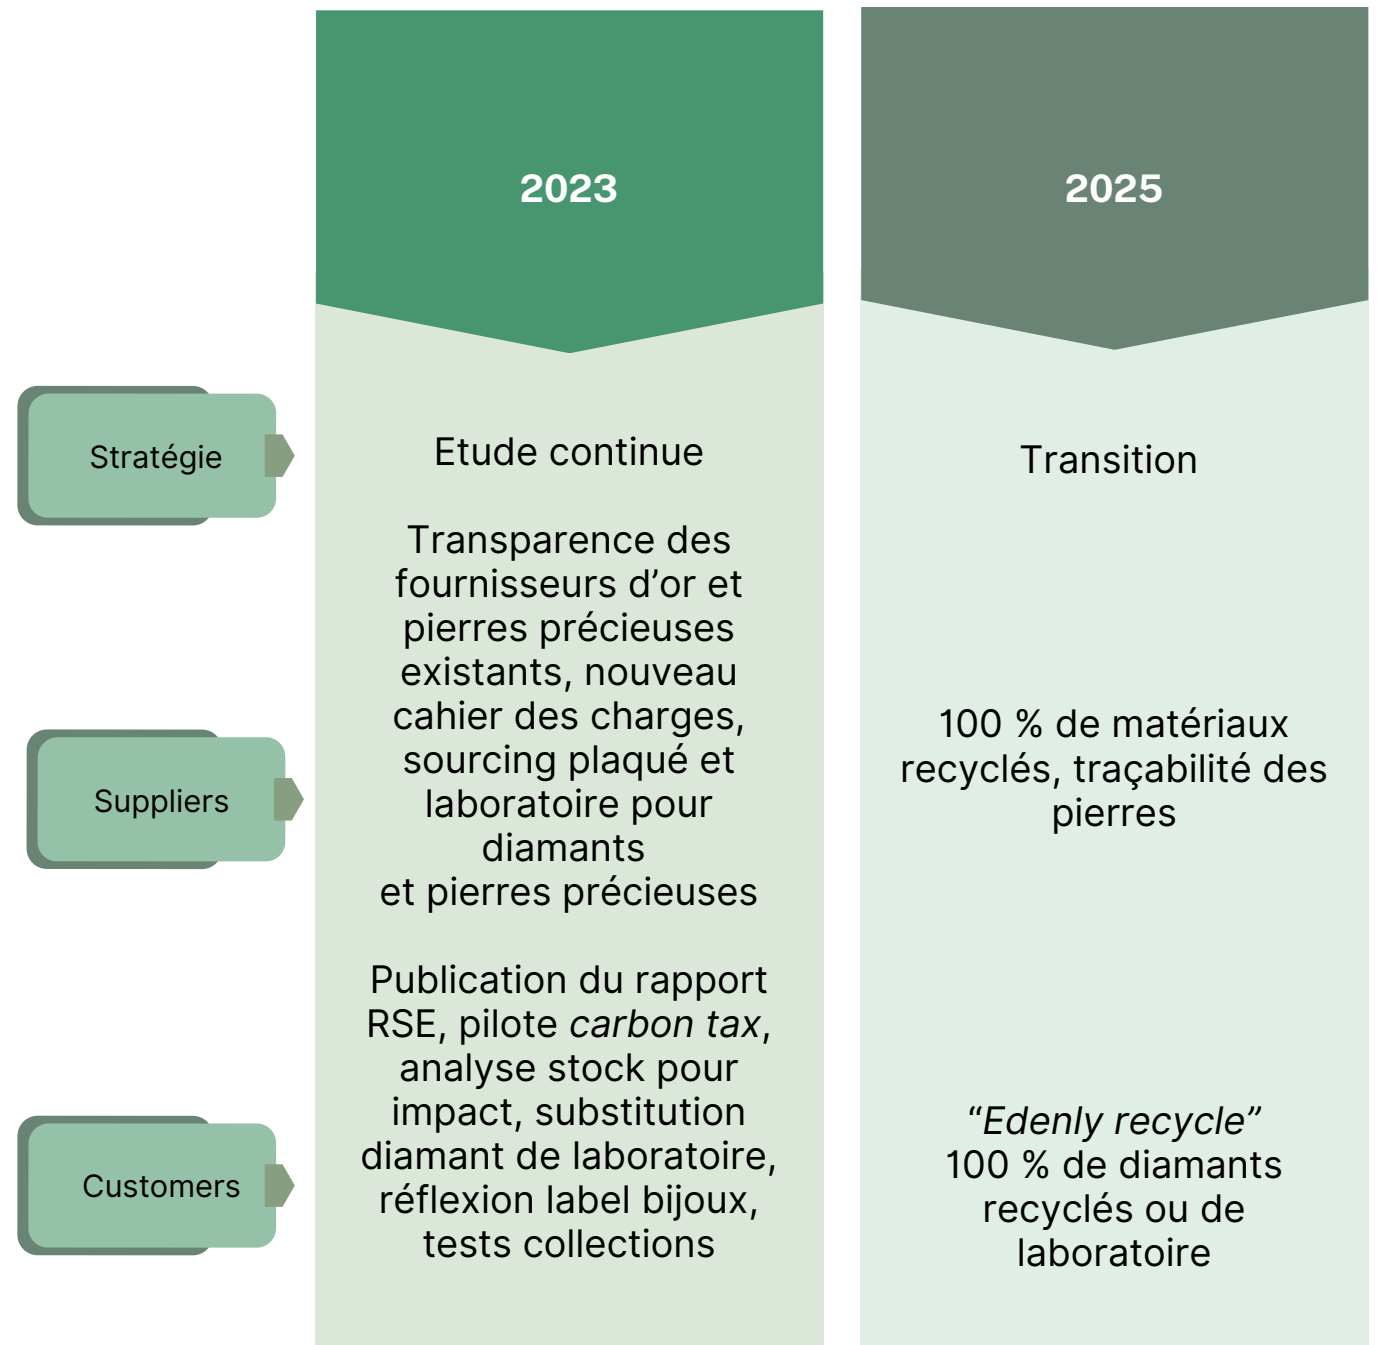 2023
2025
Stratégie
Etude continue
Transition
Suppliers
Transparence des
fournisseurs d’or et
pierres précieuses
existants, nouveau
cahier des charges,
sourcing plaqué et
laboratoire pour
diamants
et pierres précieuses
100 % de matériaux
recyclés, traçabilité des
pierres
Customers
Publication du rapport
RSE, pilote carbon tax,
analyse stock pour
impact, substitution
diamant de laboratoire,
réflexion label bijoux,
tests collections
“Edenly recycle”
100 % de diamants
recyclés ou de
laboratoire